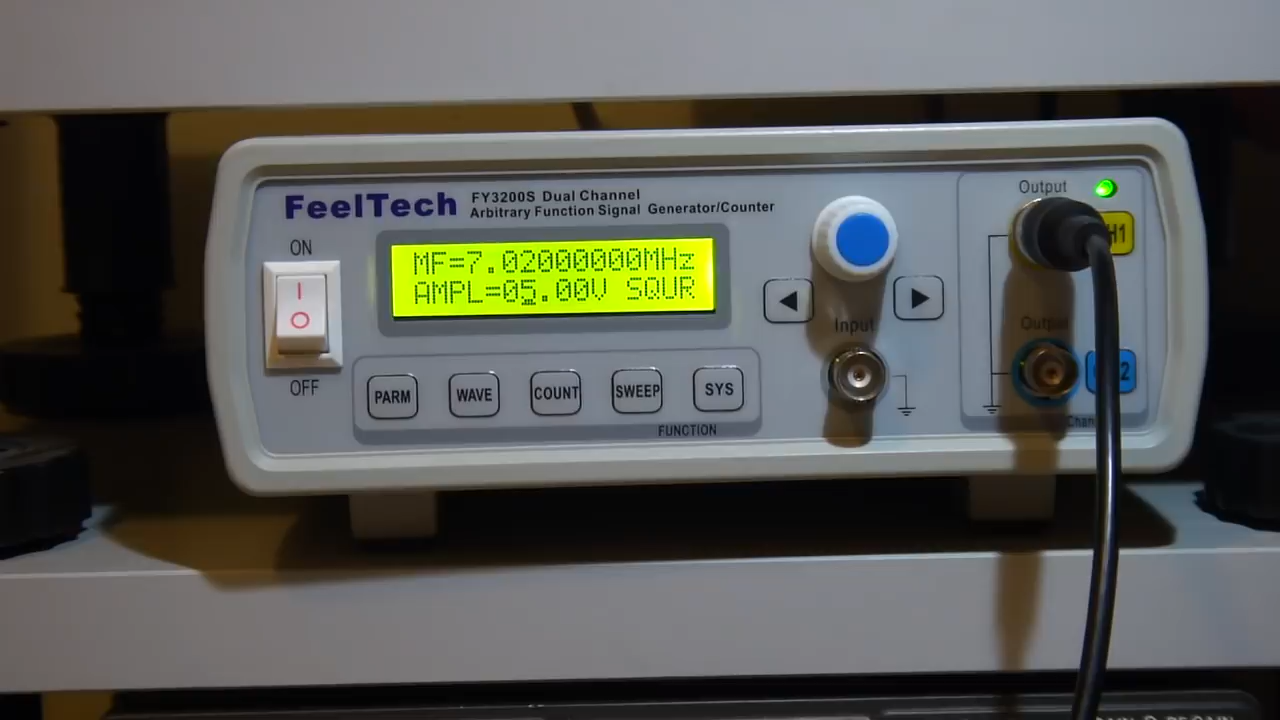 FeelTech
FY3200S Dual Channel
Arbitrary Function Signal Generator/Counter
ON
OFF
MF=7.02000000MHz
AMPL=05.00V SQUR
PARM
WAVE
COUNT
SWEEP
SYS
FUNCTION
Input
Output
Output